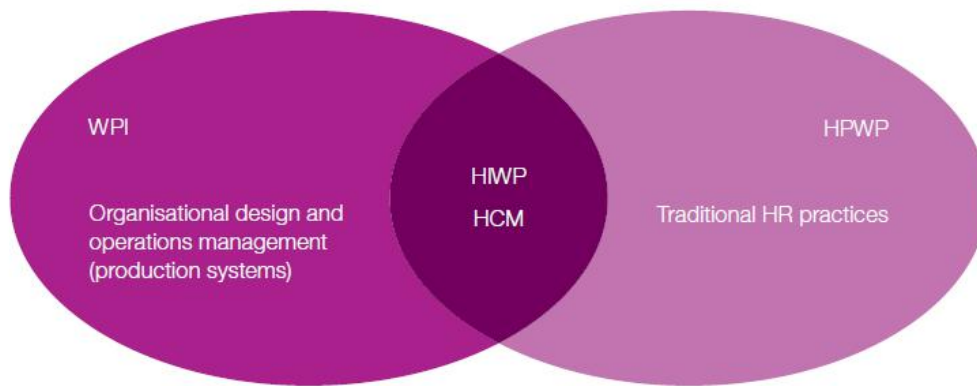 WPI
Organisational design and
operations management
(production systems)
HIWP
HCM
HPWP
Traditional HR practices